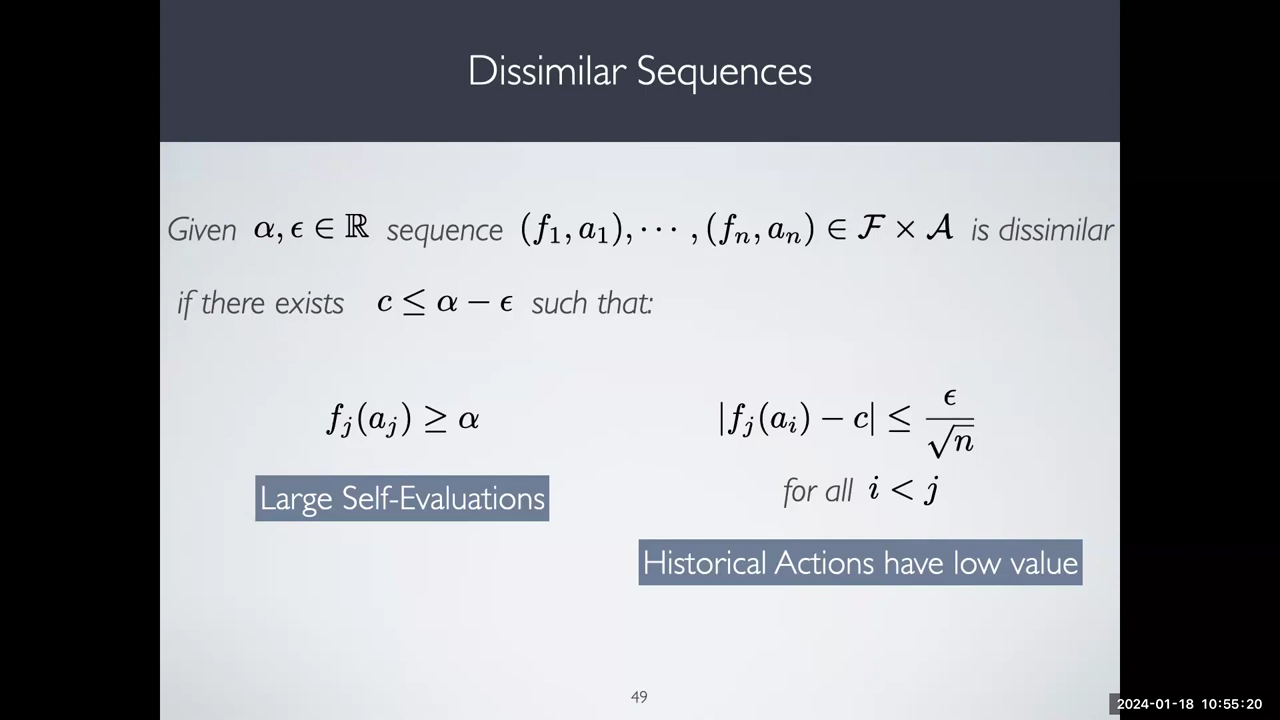 Dissimilar Sequences
Given α, ϵ ∈ ℝ sequence (f₁, a₁), ⋯ , (fₙ, aₙ) ∈ ℱ × 𝒜 is dissimilar
if there exists c ≤ α − ϵ such that:
fⱼ(aⱼ) ≥ α
|fⱼ(aᵢ) − c| ≤ ϵ/√n
for all i < j
Large Self-Evaluations
Historical Actions have low value
49
2024-01-18 10:55:20